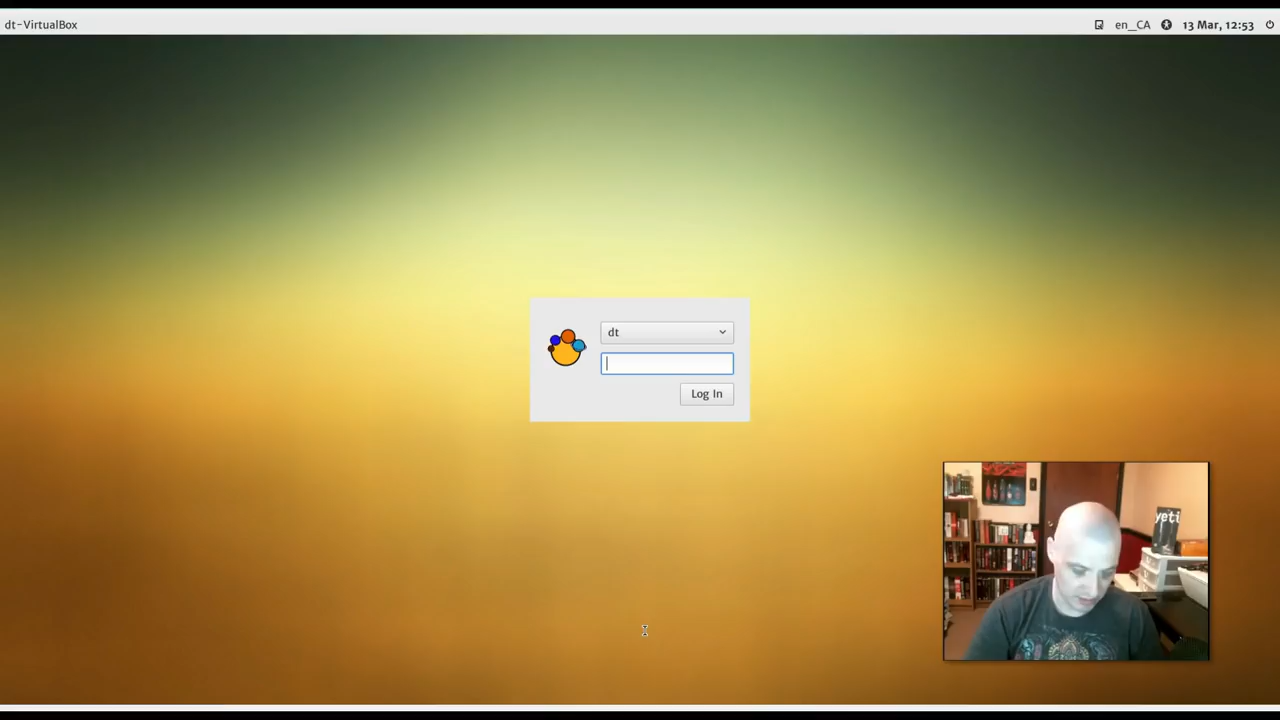 dt-VirtualBox
en_CA
13 Mar, 12:53
dt
Log In
yeti